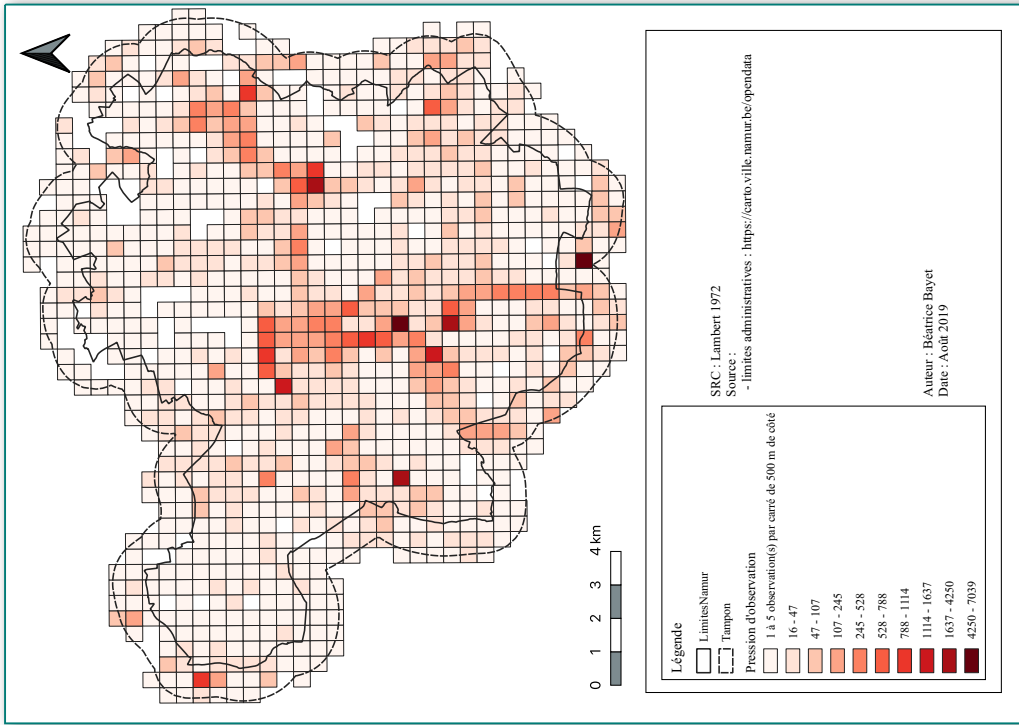 0 1 2 3 4 km
SRC : Lambert 1972
Source :
- limites administratives : https://carto.ville.namur.be/opendata
Auteur : Béatrice Bayet
Date : Août 2019
Légende
LimitesNamur
Tampon
Pression d'observation
1 à 5 observation(s) par carré de 500 m de côté
16 - 47
47 - 107
107 - 245
245 - 528
528 - 788
788 - 1114
1114 - 1637
1637 - 4250
4250 - 7039